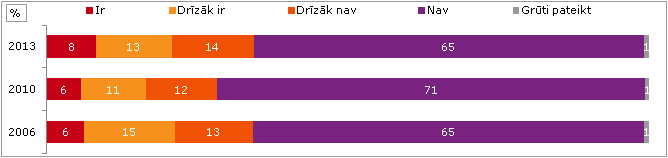 %
Ir Drīzāk ir Drīzāk nav Nav Grūti pateikt
2013 8 13 14 65 1
2010 6 11 12 71 1
2006 6 15 13 65 1